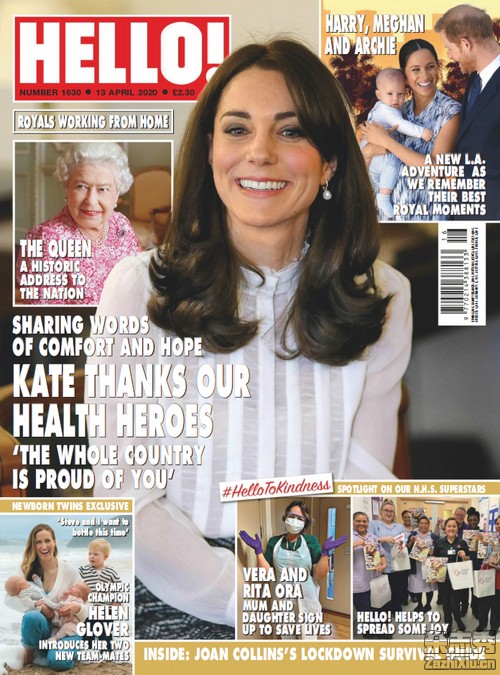 HELLO!
NUMBER 1630 • 13 APRIL 2020 • £2.30
ROYALS WORKING FROM HOME
THE QUEEN
A HISTORIC
ADDRESS TO
THE NATION
HARRY, MEGHAN
AND ARCHIE
A NEW L.A.
ADVENTURE AS
WE REMEMBER
THEIR BEST
ROYAL MOMENTS
16
SHARING WORDS
OF COMFORT AND HOPE
KATE THANKS OUR
HEALTH HEROES
'THE WHOLE COUNTRY
IS PROUD OF YOU'
#HelloToKindness
SPOTLIGHT ON OUR N.H.S. SUPERSTARS
NEWBORN TWINS EXCLUSIVE
'Steve and I want to
bottle this time'
OLYMPIC
CHAMPION
HELEN
GLOVER
INTRODUCES HER TWO
NEW TEAM-MATES
VERA AND
RITA ORA
MUM AND
DAUGHTER SIGN
UP TO SAVE LIVES
HELLO! HELPS TO
SPREAD SOME JOY
INSIDE: JOAN COLLINS'S LOCKDOWN
Zazhixiu.cn